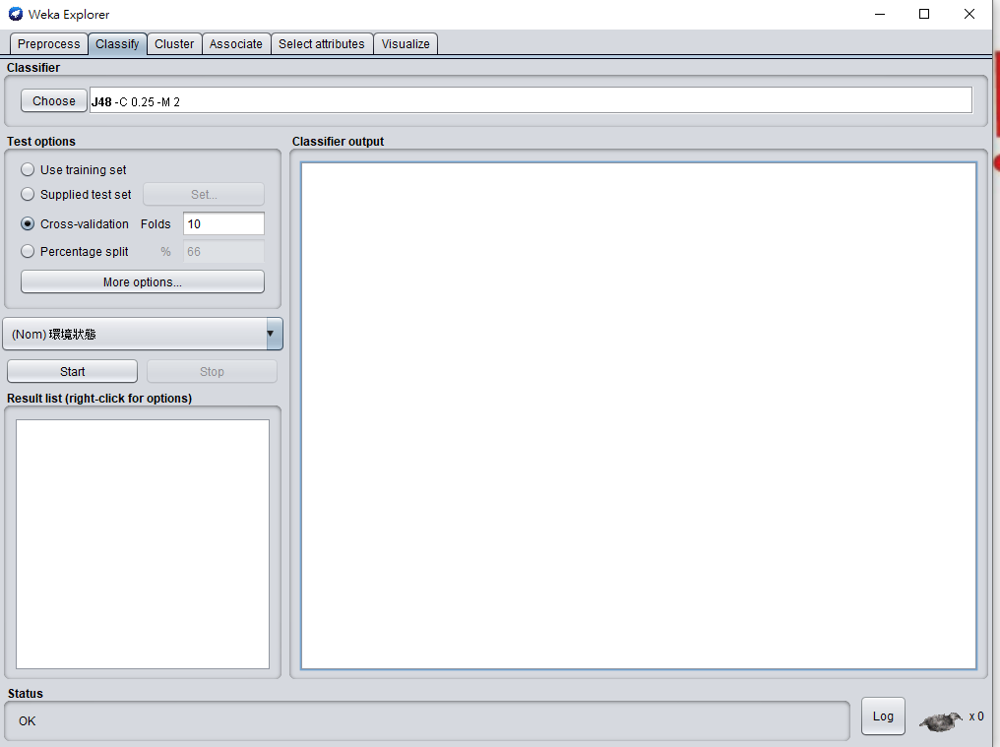 Weka Explorer
Preprocess Classify Cluster Associate Select attributes Visualize
Classifier
Choose J48 -C 0.25 -M 2
Test options
Use training set
Supplied test set Set...
Cross-validation Folds 10
Percentage split % 66
More options...
(Nom) 環境狀態
Start Stop
Result list (right-click for options)
Classifier output
Status
OK
Log x 0